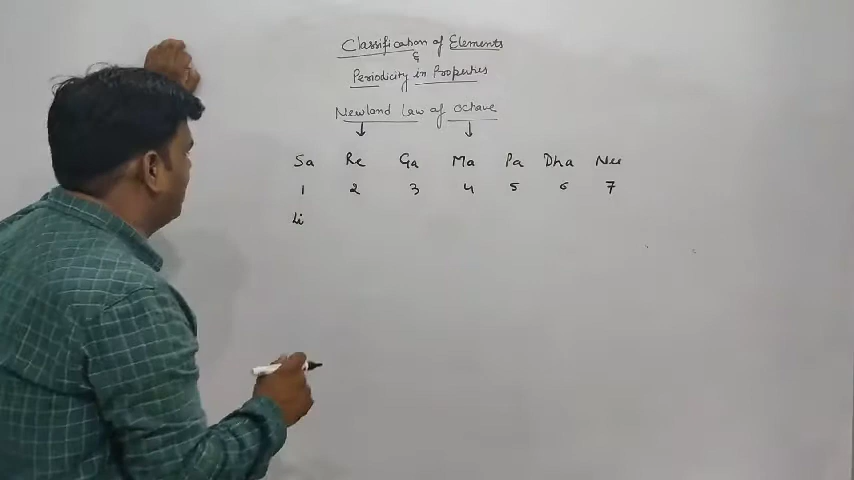 Classification of Elements
&
Periodicity in Properties
Newland Law of octave
Sa Re Ga Ma Pa Dha Nee
1 2 3 4 5 6 7
Li